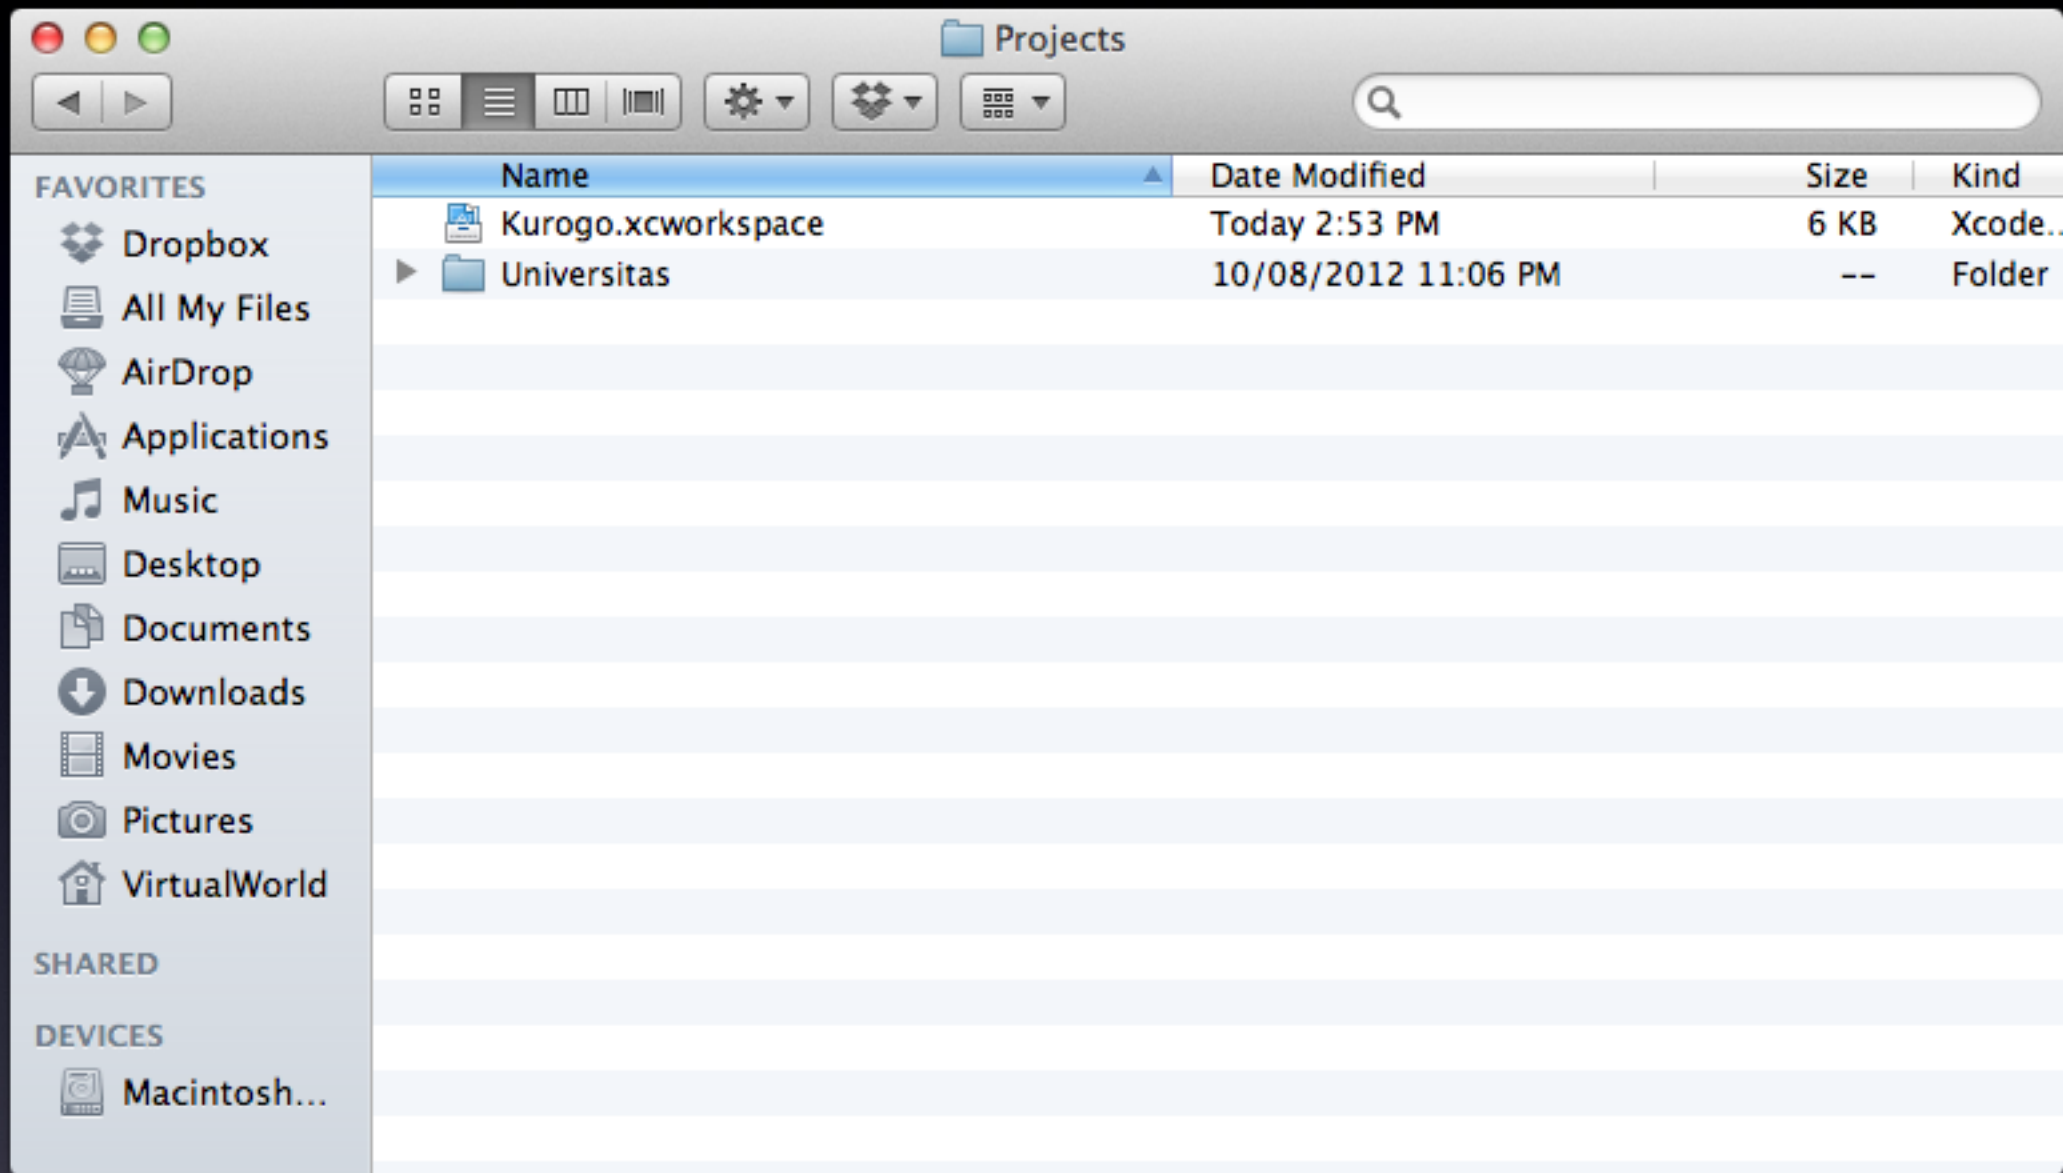 Projects
FAVORITES
Dropbox
All My Files
AirDrop
Applications
Music
Desktop
Documents
Downloads
Movies
Pictures
VirtualWorld
SHARED
DEVICES
Macintosh...
Name Date Modified Size Kind
Kurogo.xcworkspace Today 2:53 PM 6 KB Xcode...
Universitas 10/08/2012 11:06 PM -- Folder